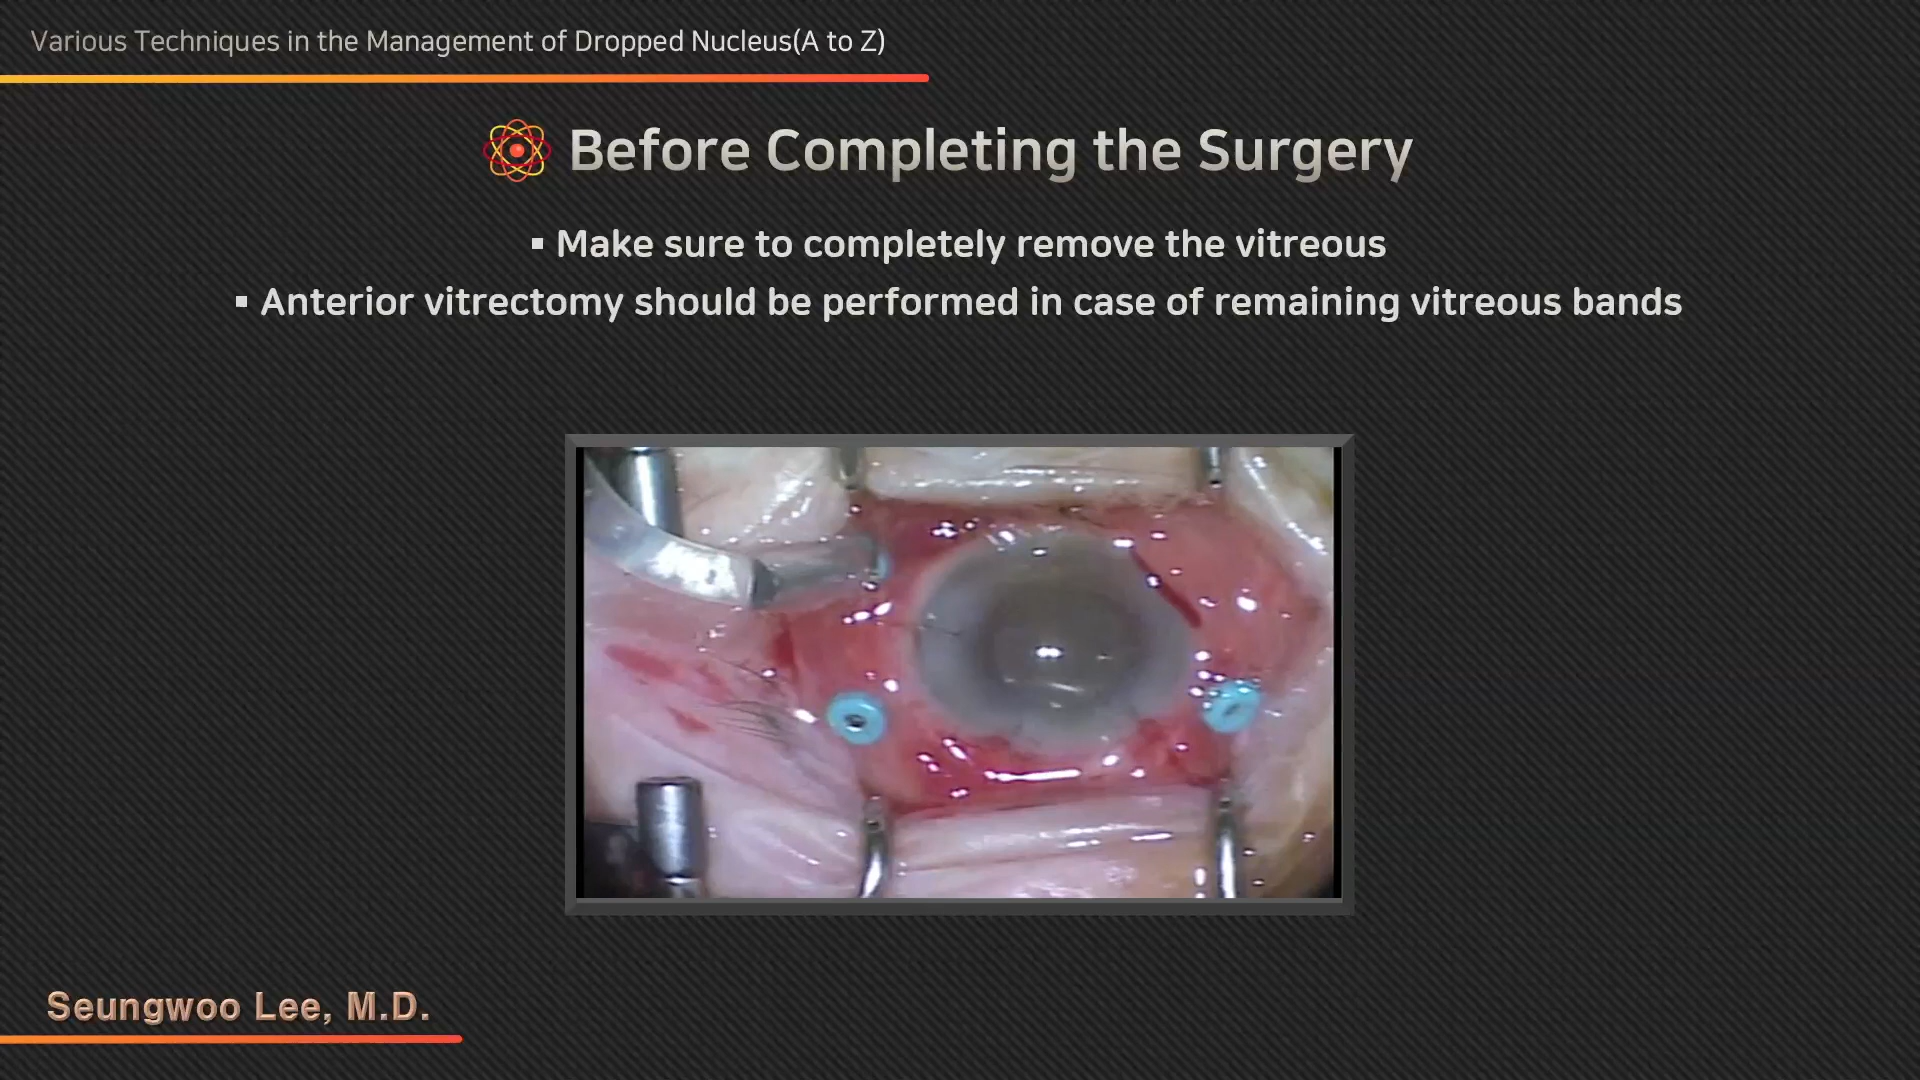 Various Techniques in the Management of Dropped Nucleus(A to Z)
Before Completing the Surgery
▪ Make sure to completely remove the vitreous
▪ Anterior vitrectomy should be performed in case of remaining vitreous bands
Seungwoo Lee, M.D.